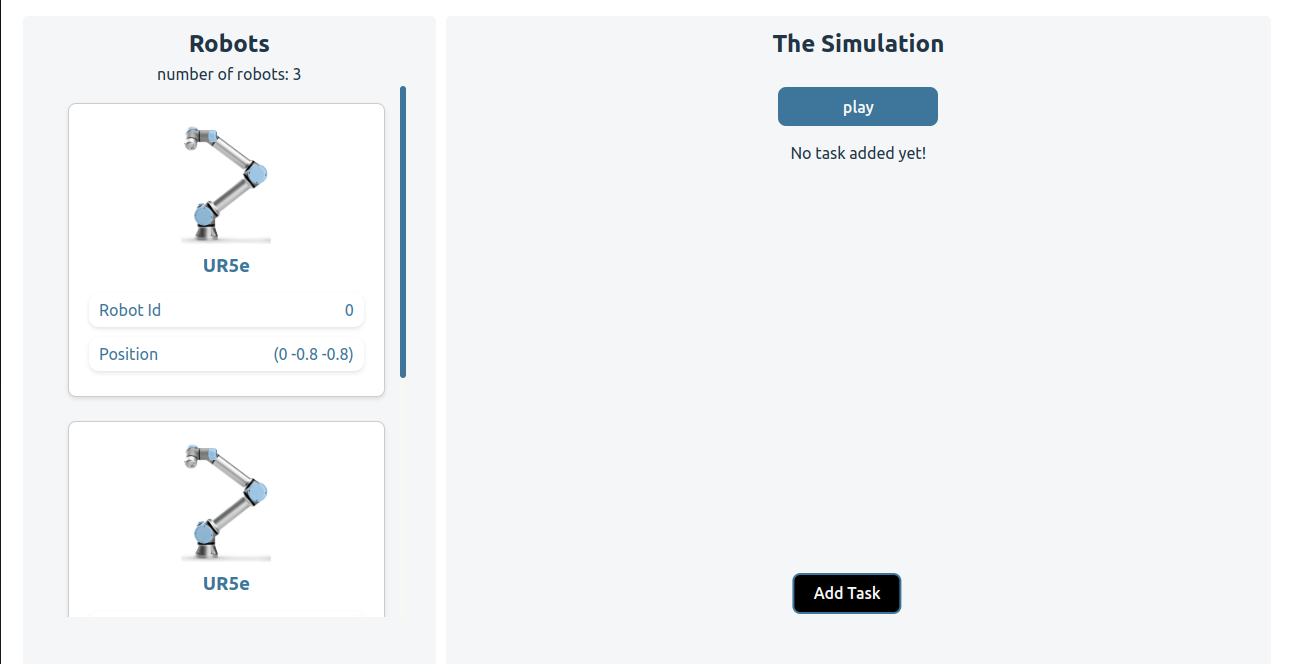 Robots
number of robots: 3
UR5e
Robot Id 0
Position (0 -0.8 -0.8)
UR5e
The Simulation
play
No task added yet!
Add Task